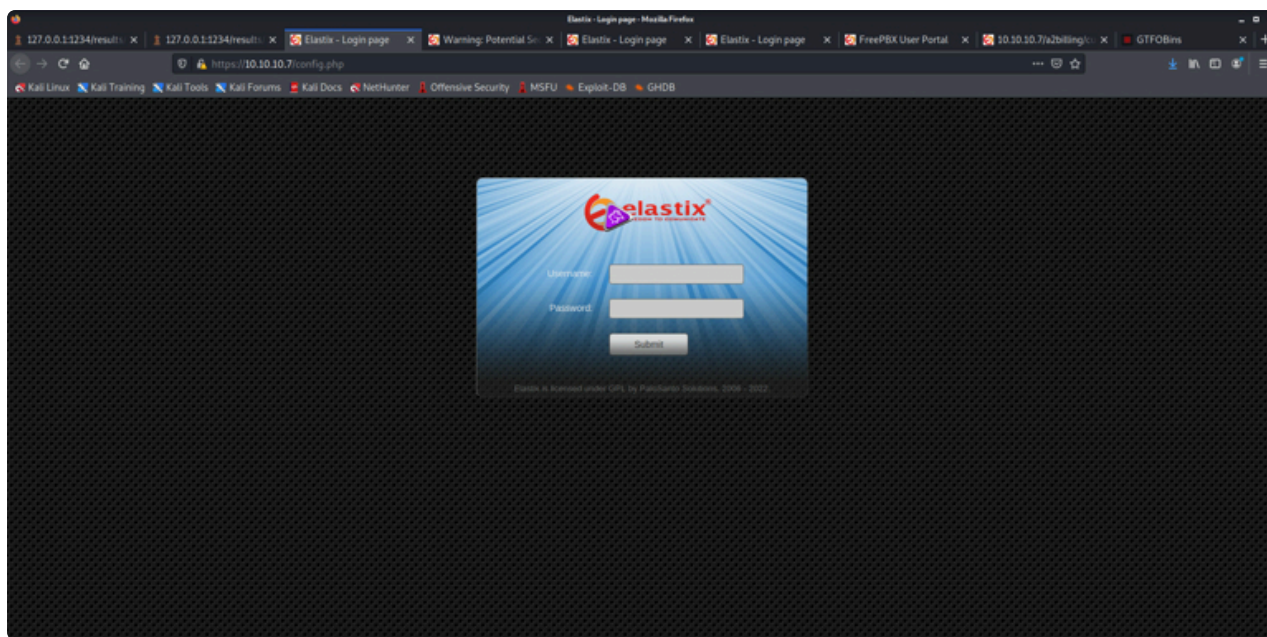 Elastix - Login page - Mozilla Firefox
127.0.0.1:1234/results
127.0.0.1:1234/results
Elastix - Login page
Warning: Potential Se
Elastix - Login page
Elastix - Login page
FreePBX User Portal
10.10.10.7/a2billing/cu
GTFOBins
https://10.10.10.7/config.php
Kali Linux Kali Training Kali Tools Kali Forums Kali Docs NetHunter Offensive Security MSFU Exploit-DB GHDB
elastix®
TO COMMUNICATE
Username:
Password:
Submit
Elastix is licensed under GPL by PaloSanto Solutions. 2006 - 2022.